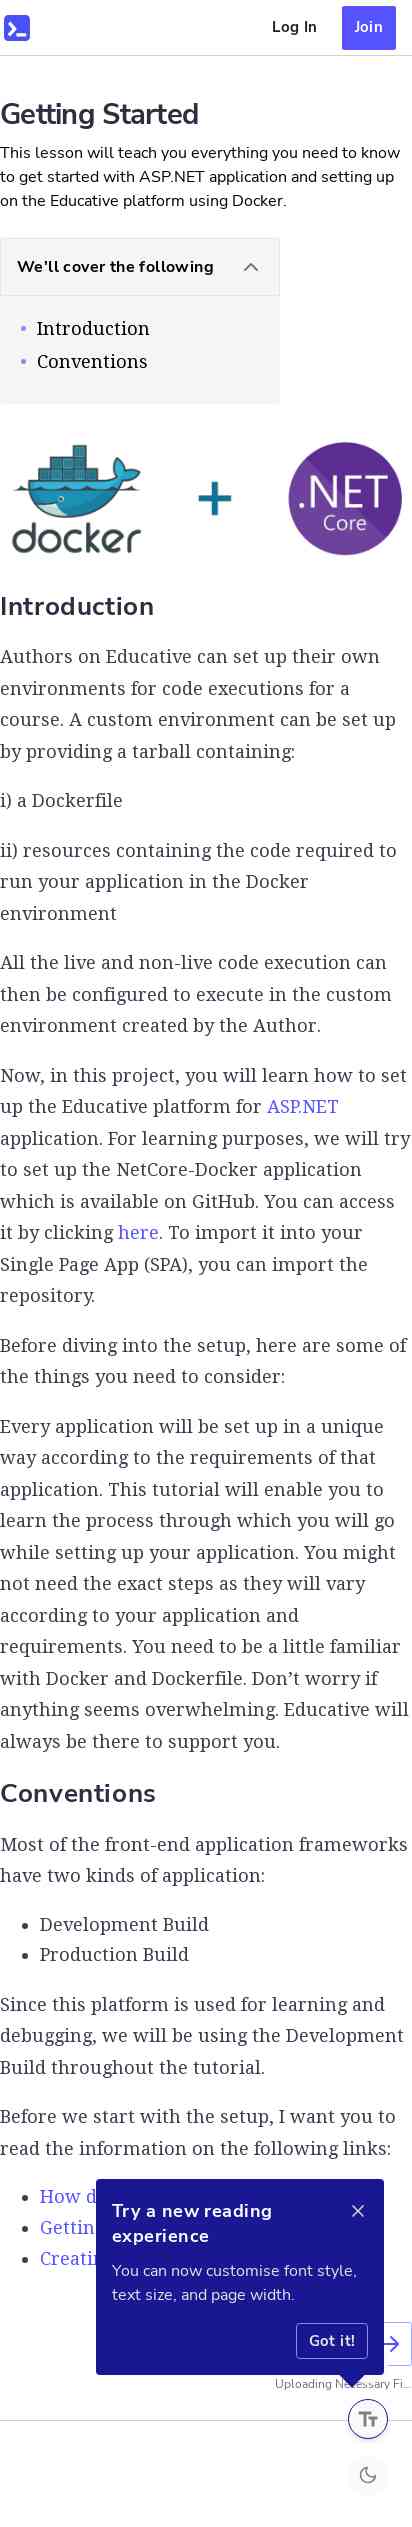 Log In
Join
Getting Started
This lesson will teach you everything you need to know
to get started with ASP.NET application and setting up
on the Educative platform using Docker.
We'll cover the following
Introduction
Conventions
docker
.NET
Core
Introduction
Authors on Educative can set up their own
environments for code executions for a
course. A custom environment can be set up
by providing a tarball containing:
i) a Dockerfile
ii) resources containing the code required to
run your application in the Docker
environment
All the live and non-live code execution can
then be configured to execute in the custom
environment created by the Author.
Now, in this project, you will learn how to set
up the Educative platform for ASP.NET
application. For learning purposes, we will try
to set up the NetCore-Docker application
which is available on GitHub. You can access
it by clicking here. To import it into your
Single Page App (SPA), you can import the
repository.
Before diving into the setup, here are some of
the things you need to consider:
Every application will be set up in a unique
way according to the requirements of that
application. This tutorial will enable you to
learn the process through which you will go
while setting up your application. You might
not need the exact steps as they will vary
according to your application and
requirements. You need to be a little familiar
with Docker and Dockerfile. Don’t worry if
anything seems overwhelming. Educative will
always be there to support you.
Conventions
Most of the front-end application frameworks
have two kinds of application:
Development Build
Production Build
Since this platform is used for learning and
debugging, we will be using the Development
Build throughout the tutorial.
Before we start with the setup, I want you to
read the information on the following links:
How
Try a new reading
experience
You can now customise font style,
text size, and page width.
Got it!
Uploading Necessary Fi...
Tt